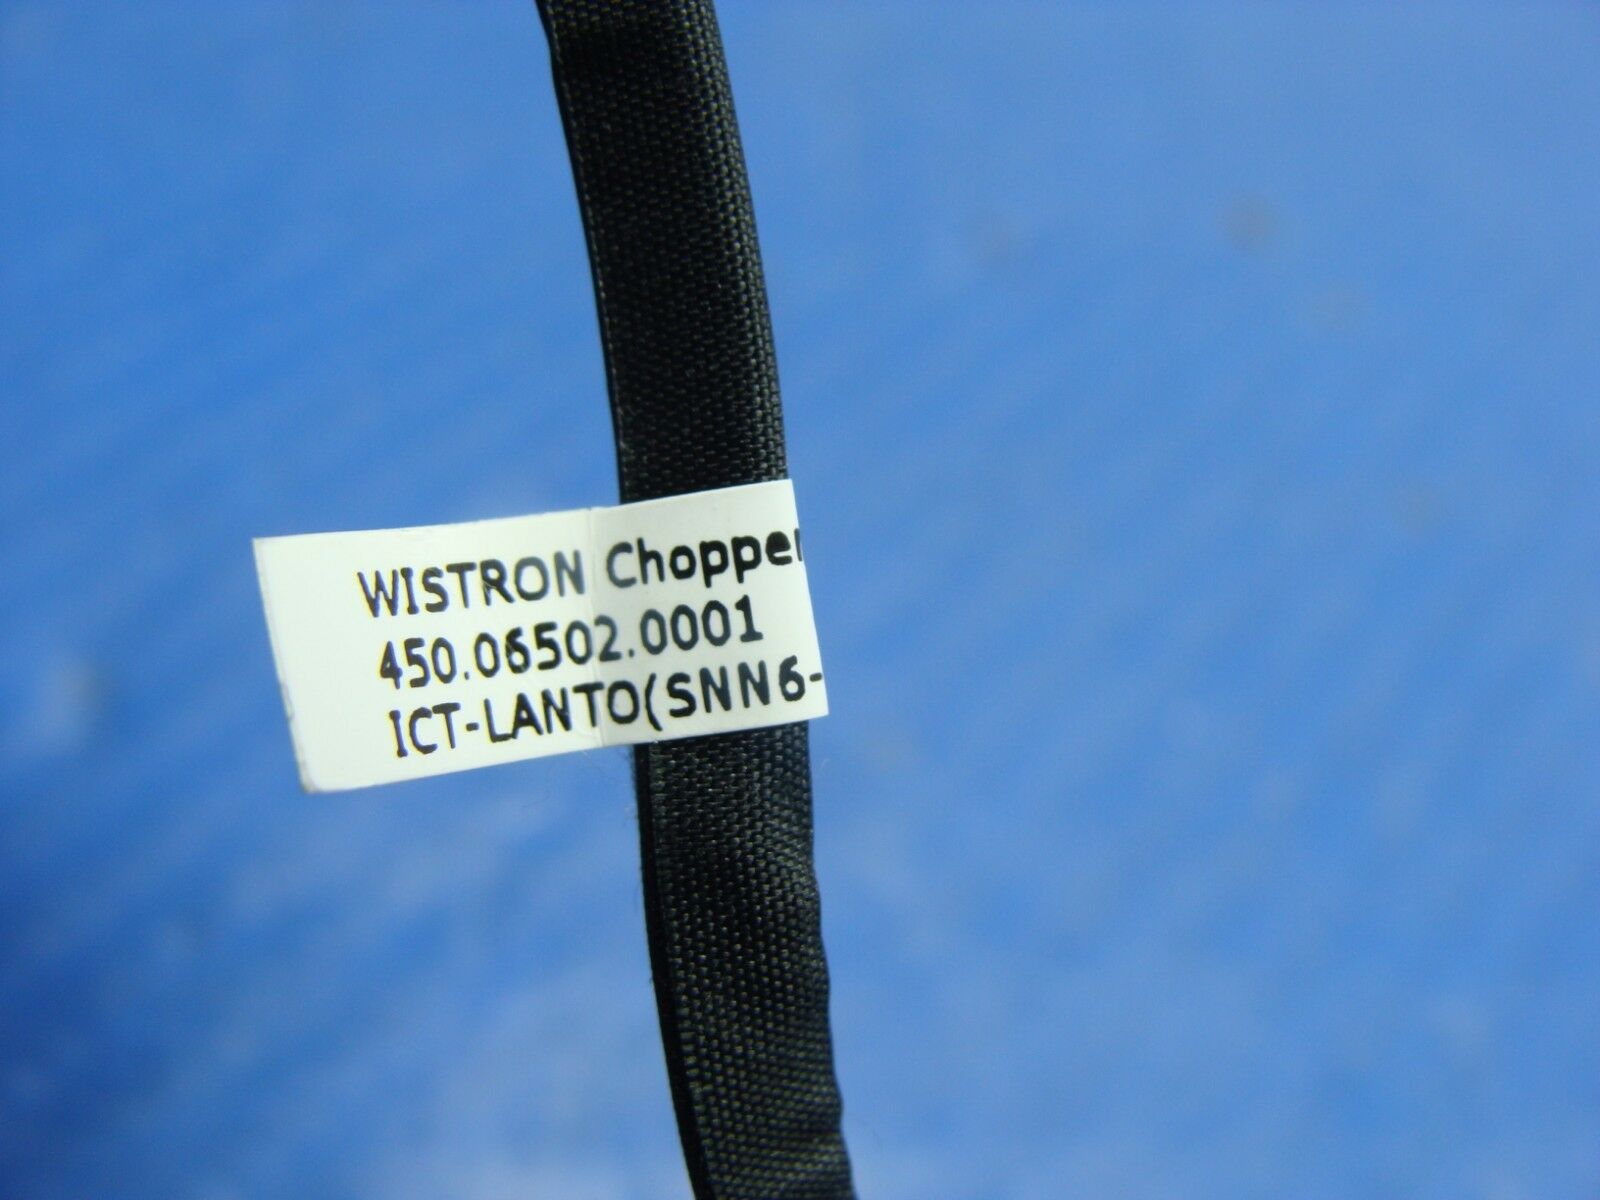 WISTRON Chopper
450.06502.0001
ICT-LANTO(SNN6-